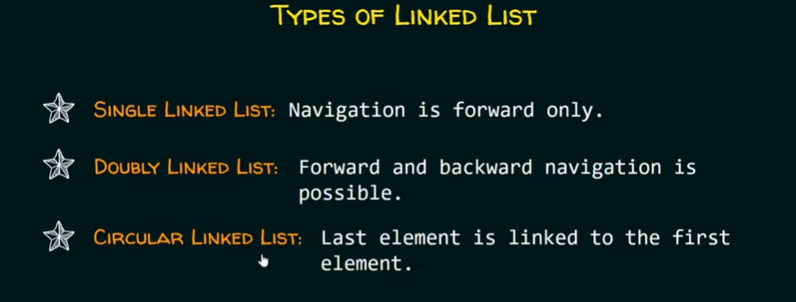 Types of Linked List
Single Linked List: Navigation is forward only.
Doubly Linked List: Forward and backward navigation is
possible.
Circular Linked List: Last element is linked to the first
element.